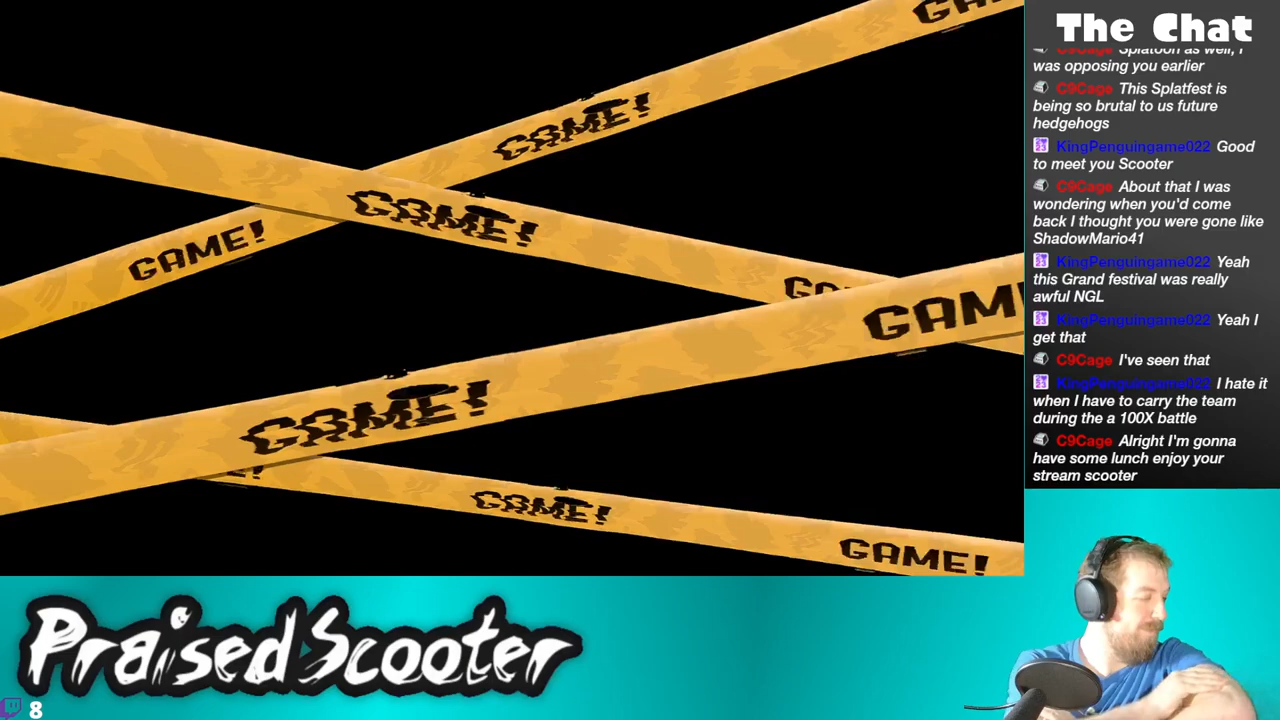 The Chat
C9Cage Splatoon as well, I
was opposing you earlier
C9Cage This Splatfest is
being so brutal to us future
hedgehogs
KingPenguingame022 Good
to meet you Scooter
C9Cage About that I was
wondering when you'd come
back I thought you were gone like
ShadowMario41
KingPenguingame022 Yeah
this Grand festival was really
awful NGL
KingPenguingame022 Yeah I
get that
C9Cage I've seen that
KingPenguingame022 I hate it
when I have to carry the team
during the a 100X battle
C9Cage Alright I'm gonna
have some lunch enjoy your
stream scooter
GA
GAME!
GAME!
GAME!
GA
GAM
GAME!
E!
GAME!
GAME!
PraisedScooter
8